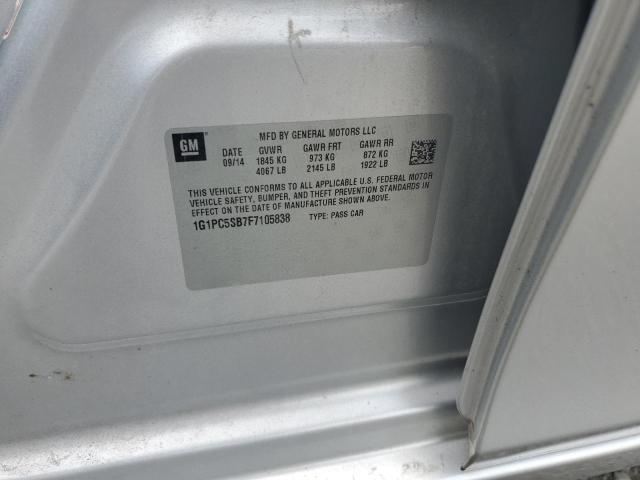 MFD BY GENERAL MOTORS LLC
GM DATE GVWR GAWR FRT GAWR RR
09/14 1845 KG 973 KG 872 KG
4067 LB 2145 LB 1922 LB
THIS VEHICLE CONFORMS TO ALL APPLICABLE U.S. FEDERAL MOTOR
VEHICLE SAFETY, BUMPER, AND THEFT PREVENTION STANDARDS IN
EFFECT ON THE DATE OF MANUFACTURE SHOWN ABOVE.
1G1PC5SB7F7105838 TYPE: PASS CAR